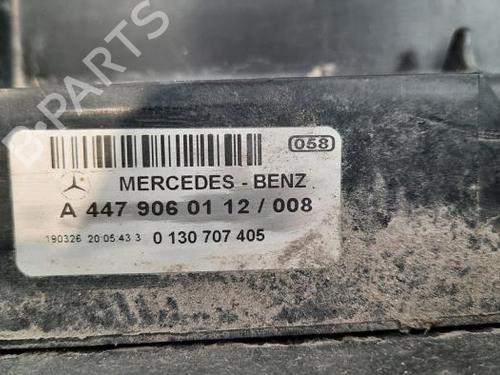 B-PARTS
058
MERCEDES - BENZ
A 447 906 01 12 / 008
190326 20:05:43 3 0 130 707 405